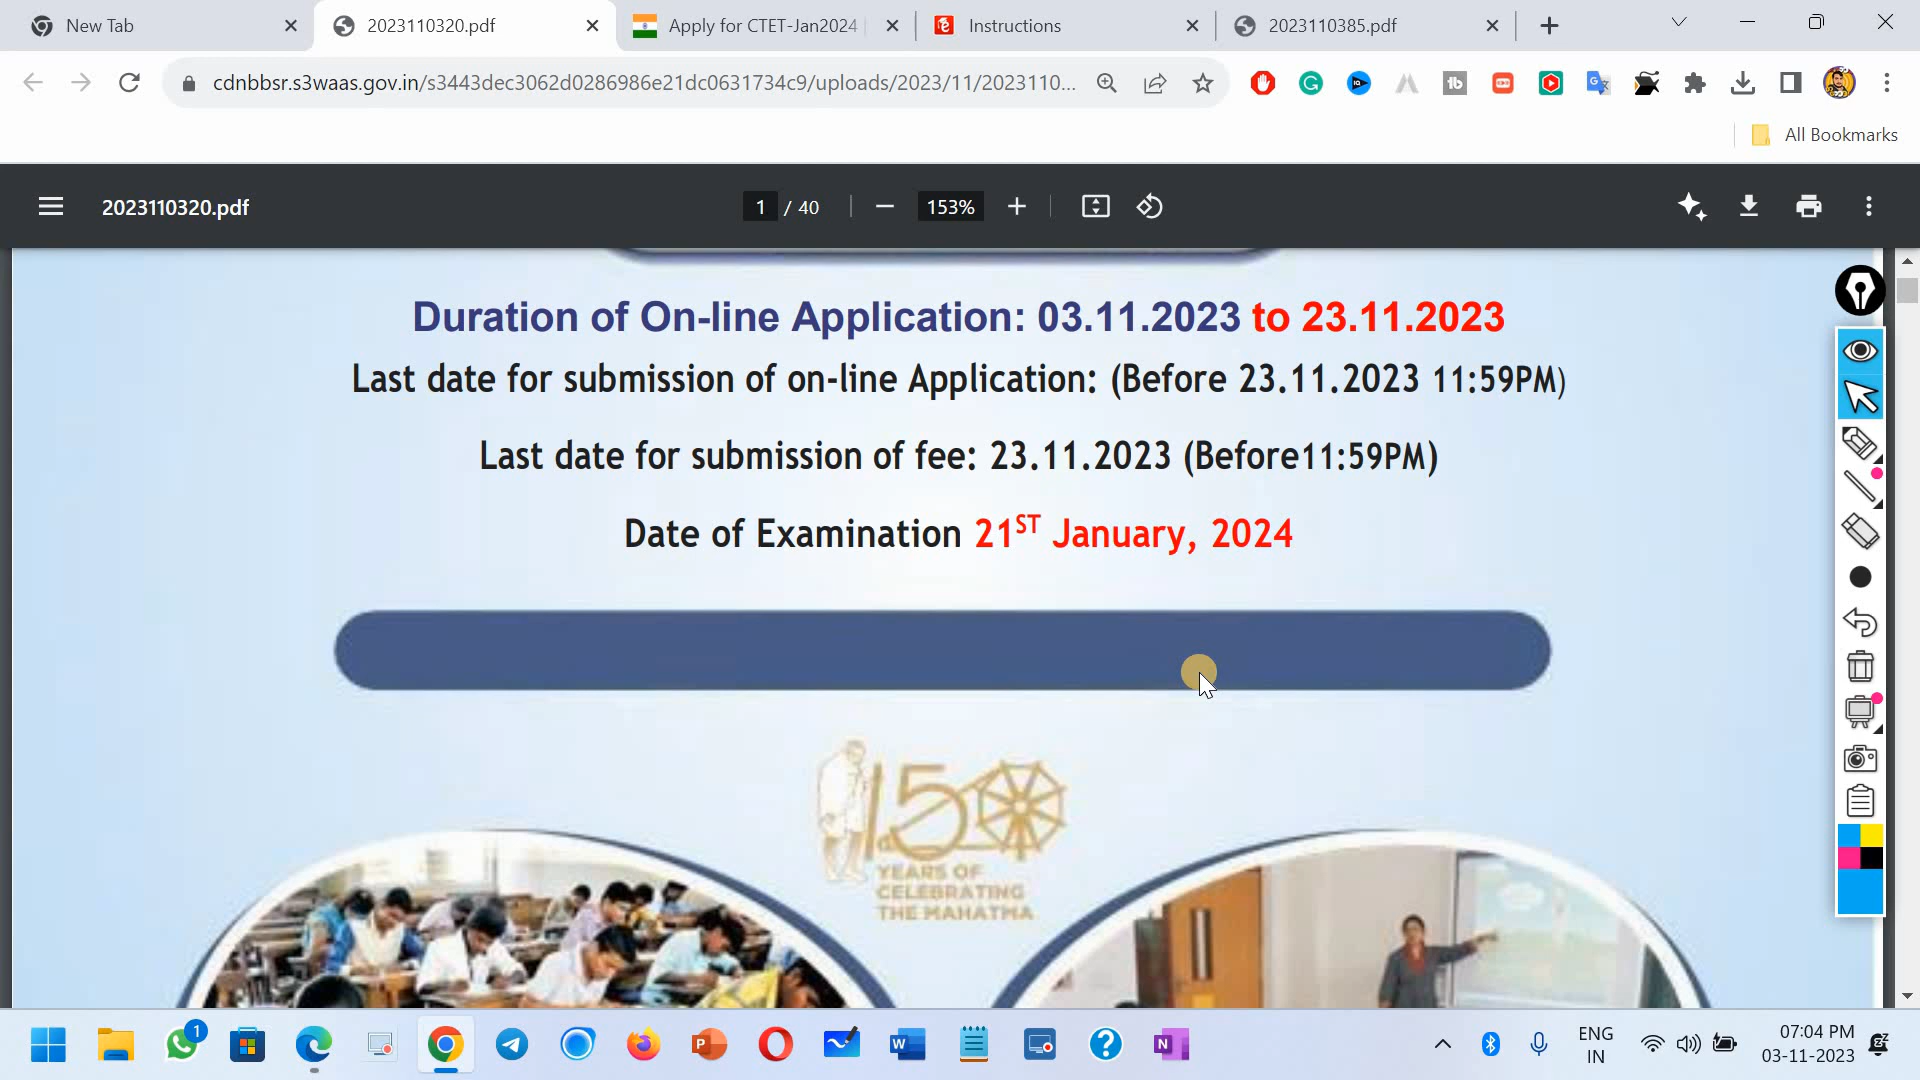 New Tab
2023110320.pdf
Apply for CTET-Jan2024
Instructions
2023110385.pdf
cdnbbsr.s3waas.gov.in/s3443dec3062d0286986e21dc0631734c9/uploads/2023/11/2023110...
All Bookmarks
2023110320.pdf
1 / 40
153%
Duration of On-line Application: 03.11.2023 to 23.11.2023
Last date for submission of on-line Application: (Before 23.11.2023 11:59PM)
Last date for submission of fee: 23.11.2023 (Before11:59PM)
Date of Examination 21ST January, 2024
150
YEARS OF
CELEBRATING
THE MAHATMA
1
ENG
IN
07:04 PM
03-11-2023